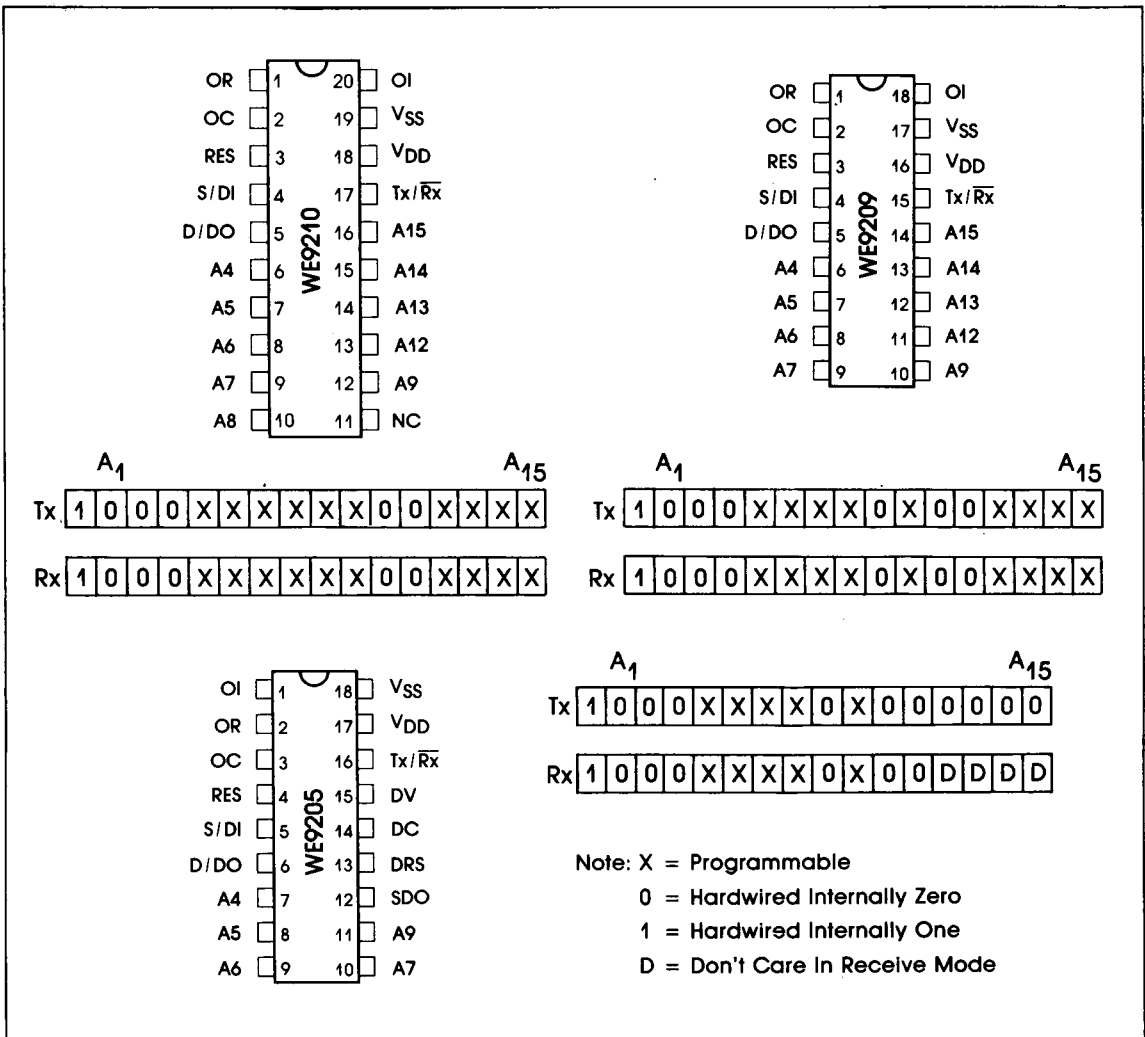 OR 1 20 OI
OC 2 19 VSS
RES 3 18 VDD
S/DI 4 17 Tx/R̅x̅
D/DO 5 16 A15
A4 6 15 A14
A5 7 14 A13
A6 8 13 A12
A7 9 12 A9
A8 10 11 NC
WE9210
OR 1 18 OI
OC 2 17 VSS
RES 3 16 VDD
S/DI 4 15 Tx/R̅x̅
D/DO 5 14 A15
A4 6 13 A14
A5 7 12 A13
A6 8 11 A12
A7 9 10 A9
WE9209
A1 A15
Tx 1 0 0 0 X X X X X X 0 0 X X X X
Rx 1 0 0 0 X X X X X X 0 0 X X X X
A1 A15
Tx 1 0 0 0 X X X X 0 X 0 0 X X X X
Rx 1 0 0 0 X X X X 0 X 0 0 X X X X
OI 1 18 VSS
OR 2 17 VDD
OC 3 16 Tx/R̅x̅
RES 4 15 DV
S/DI 5 14 DC
D/DO 6 13 DRS
A4 7 12 SDO
A5 8 11 A9
A6 9 10 A7
WE9205
A1 A15
Tx 1 0 0 0 X X X X 0 X 0 0 0 0 0 0
Rx 1 0 0 0 X X X X 0 X 0 0 D D D D
Note: X = Programmable
0 = Hardwired Internally Zero
1 = Hardwired Internally One
D = Don't Care In Receive Mode